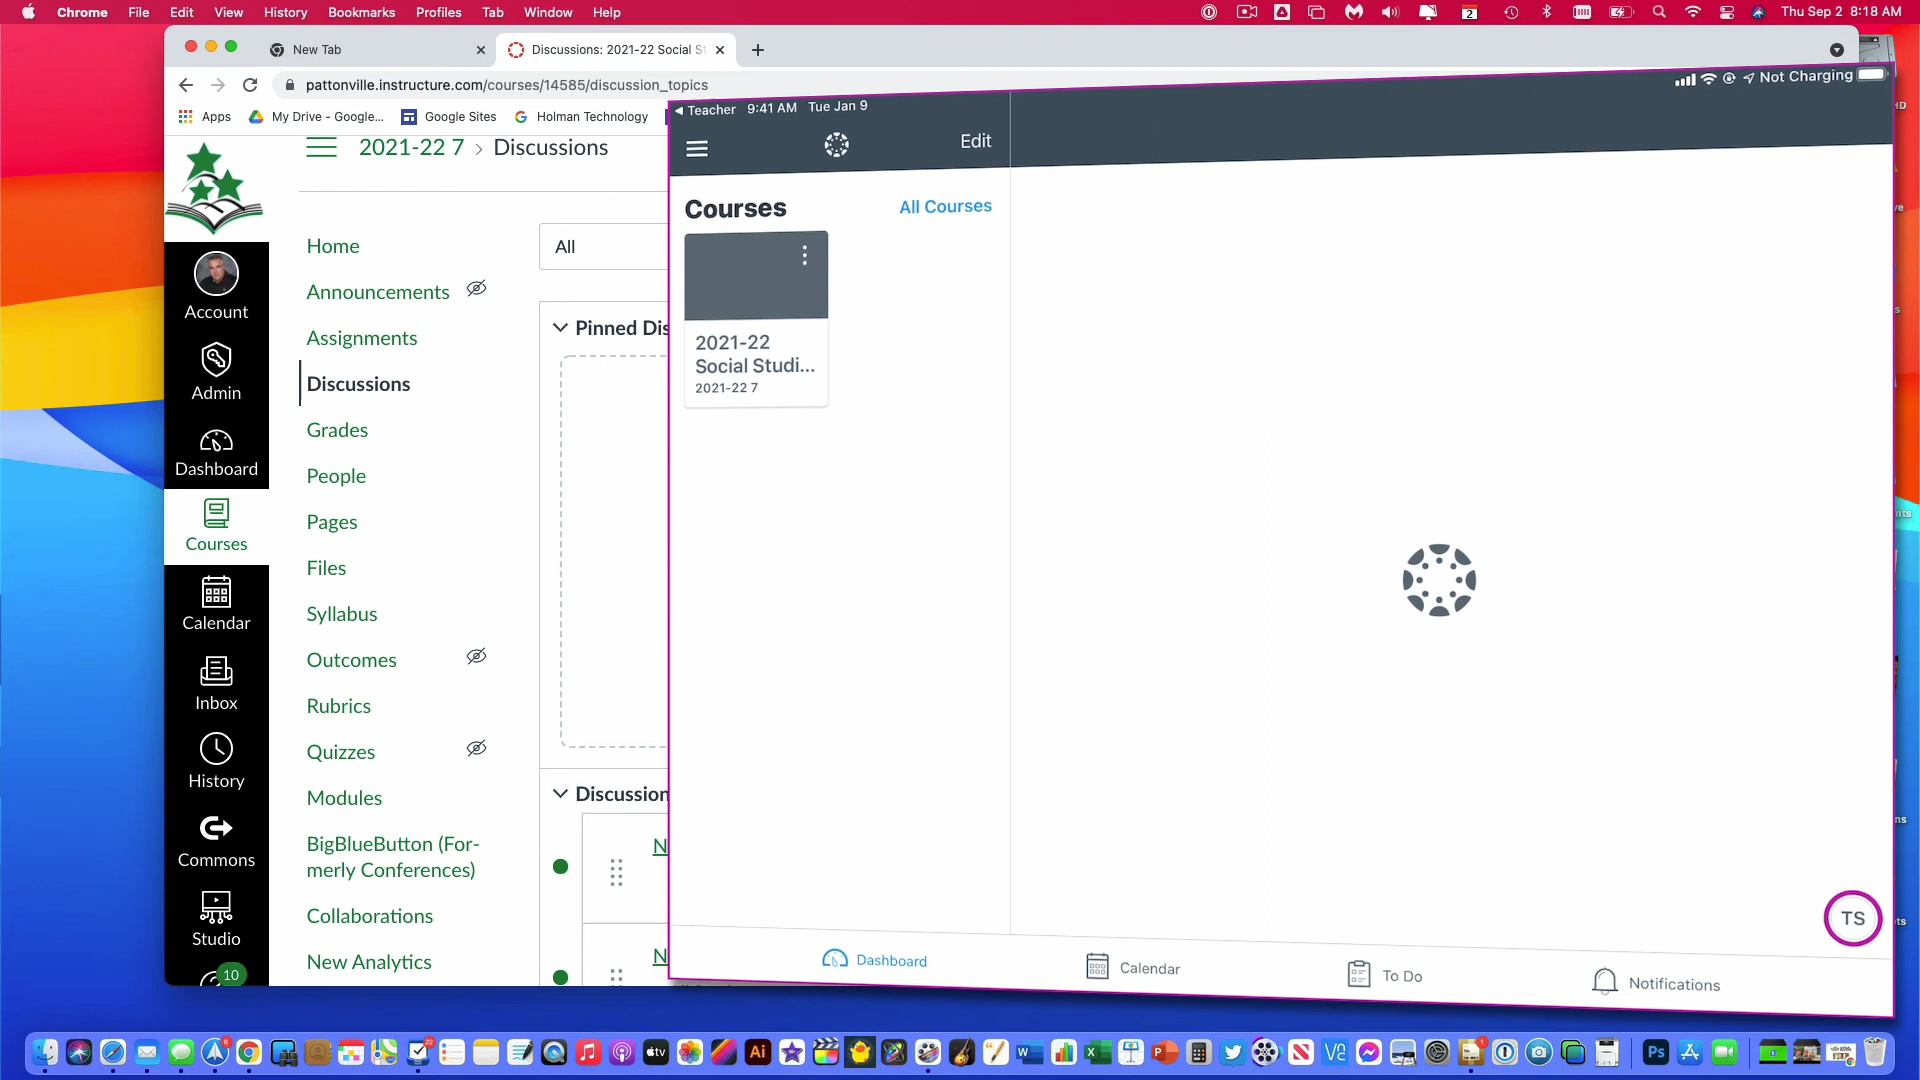 Chrome File Edit View History Bookmarks Profiles Tab Window Help 2 Thu Sep 2 8:18 AM
New Tab Discussions: 2021-22 Social St
pattonville.instructure.com/courses/14585/discussion_topics
Apps My Drive - Google... Google Sites Holman Technology
2021-22 7 › Discussions
Account
Admin
Dashboard
Courses
Calendar
Inbox
History
Commons
Studio
10
Home
Announcements
Assignments
Discussions
Grades
People
Pages
Files
Syllabus
Outcomes
Rubrics
Quizzes
Modules
BigBlueButton (For-
merly Conferences)
Collaborations
New Analytics
All
Pinned Dis
Discussion
N
N
Teacher 9:41 AM Tue Jan 9 Not Charging
Edit
Courses All Courses
2021-22
Social Studi...
2021-22 7
TS
Dashboard Calendar To Do Notifications